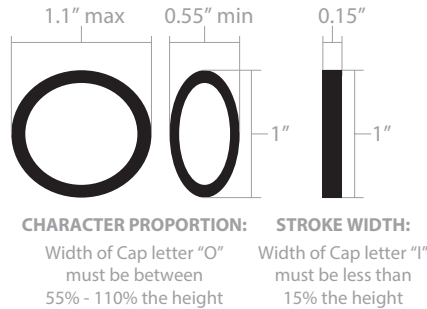 1.1” max 0.55” min 0.15”
1” 1”
CHARACTER PROPORTION: STROKE WIDTH:
Width of Cap letter “O” Width of Cap letter “I”
must be between must be less than
55% - 110% the height 15% the height